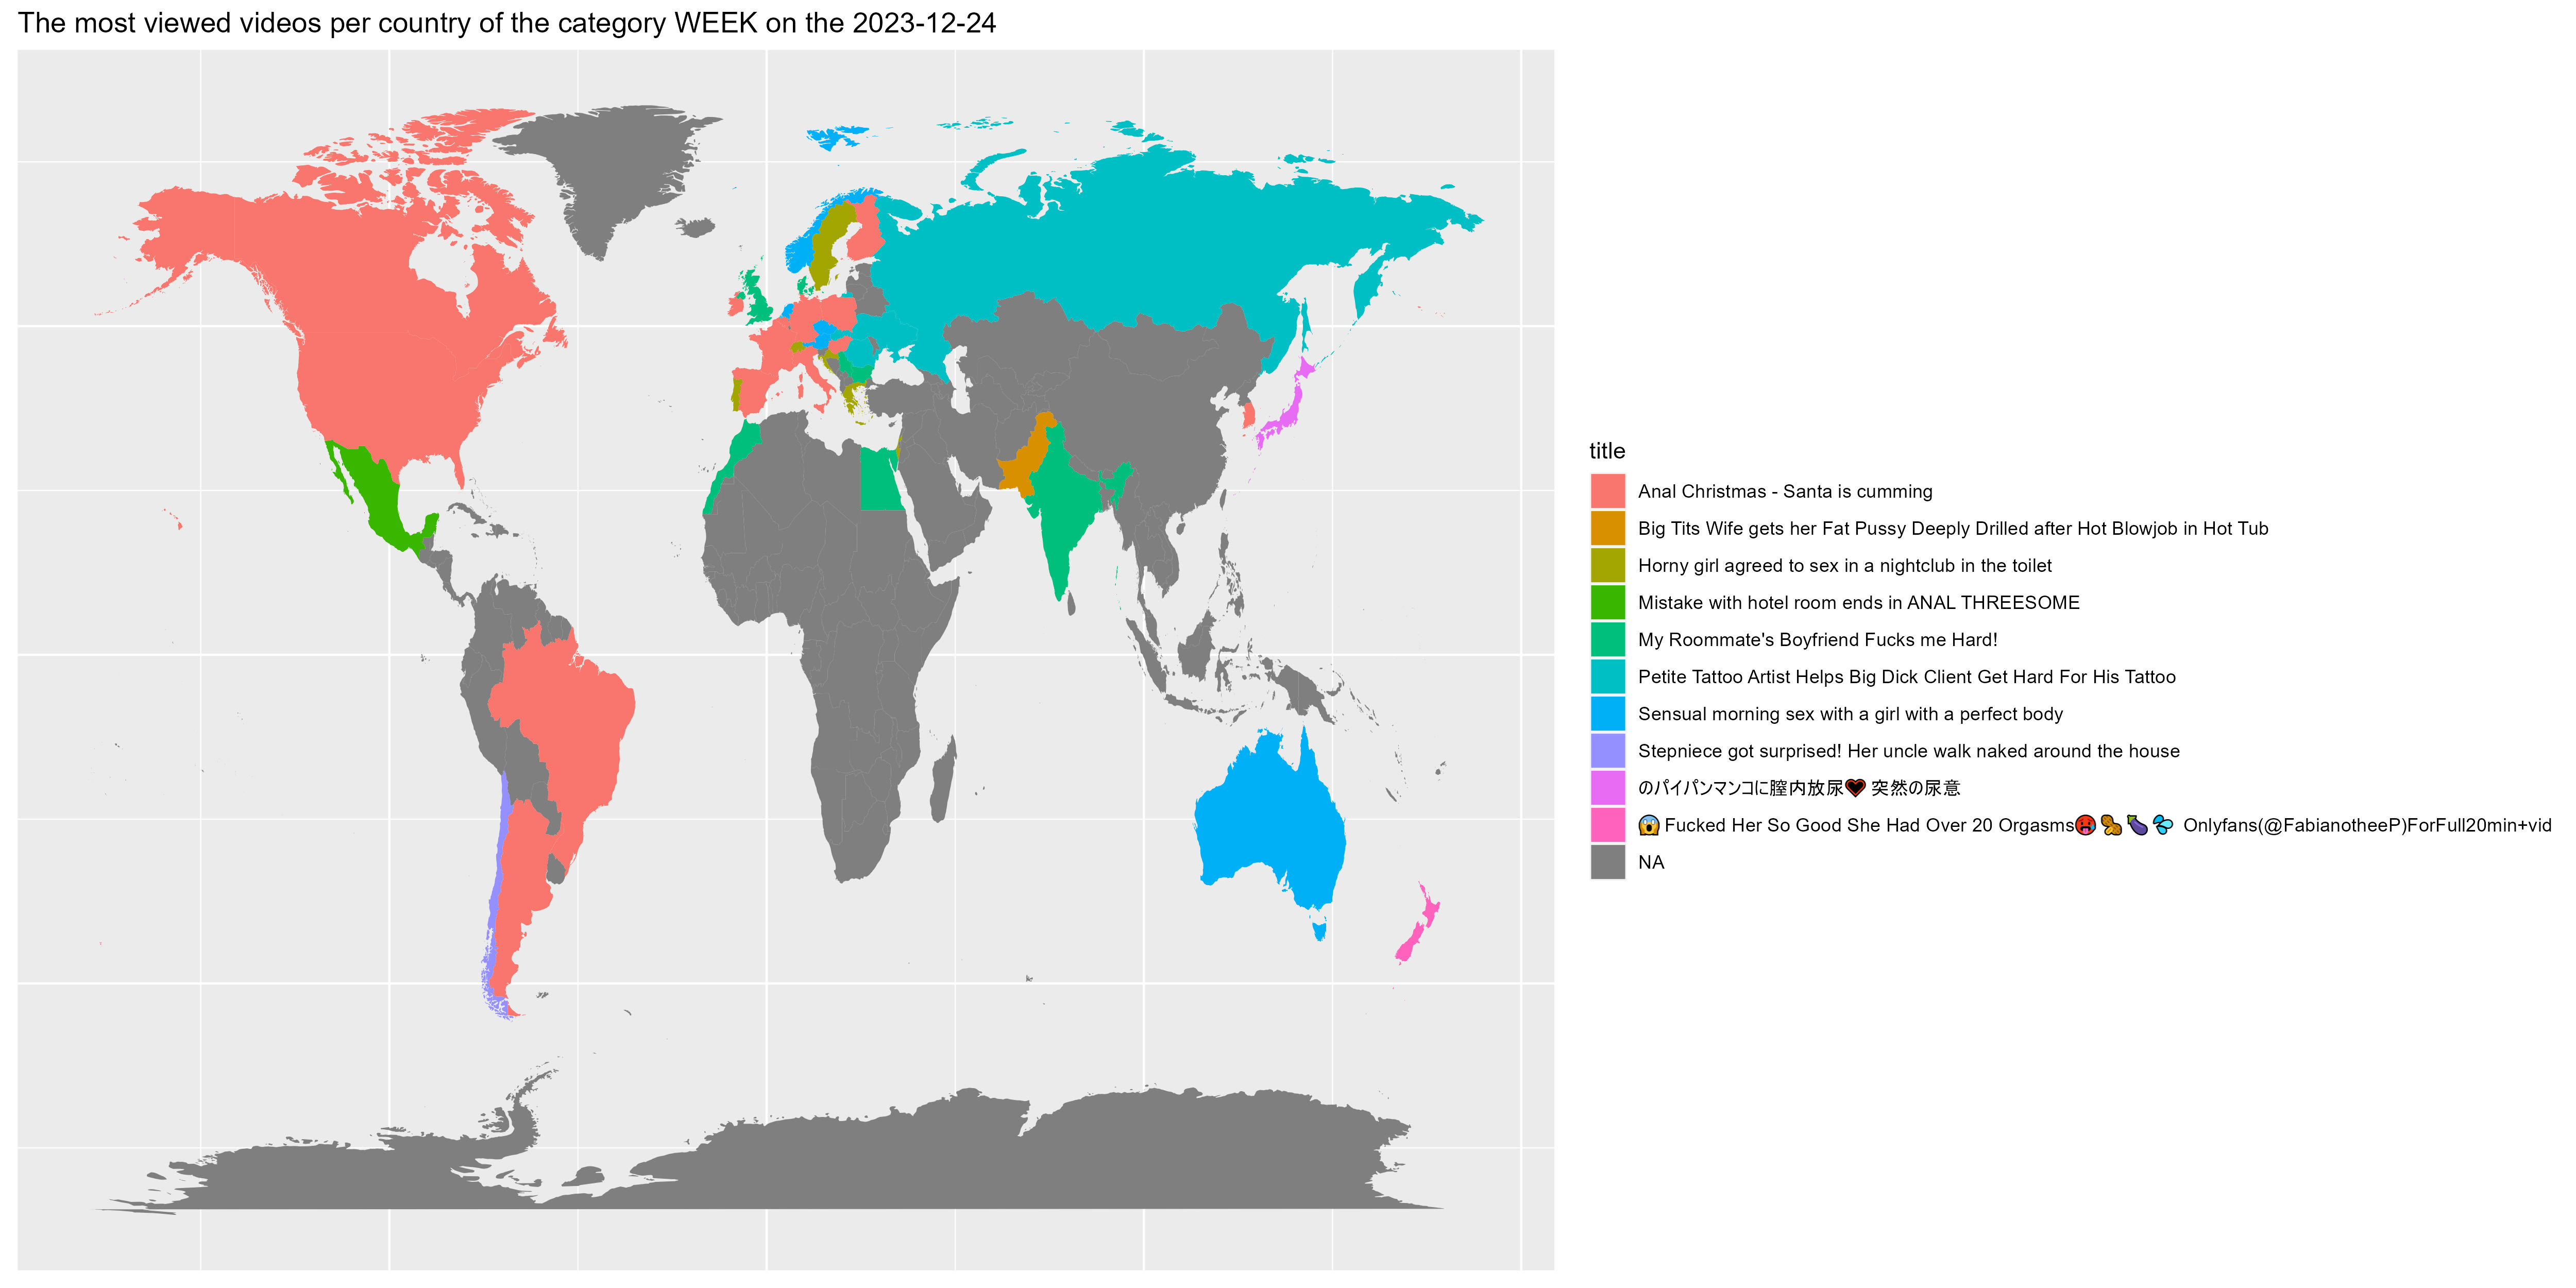 The most viewed videos per country of the category WEEK on the 2023-12-24
title
Anal Christmas - Santa is cumming
Big Tits Wife gets her Fat Pussy Deeply Drilled after Hot Blowjob in Hot Tub
Horny girl agreed to sex in a nightclub in the toilet
Mistake with hotel room ends in ANAL THREESOME
My Roommate's Boyfriend Fucks me Hard!
Petite Tattoo Artist Helps Big Dick Client Get Hard For His Tattoo
Sensual morning sex with a girl with a perfect body
Stepniece got surprised! Her uncle walk naked around the house
のパイパンマンコに膣内放尿🖤 突然の尿意
😱 Fucked Her So Good She Had Over 20 Orgasms🥵🥜🍆💦 Onlyfans(@FabianotheeP)ForFull20min+vid
NA